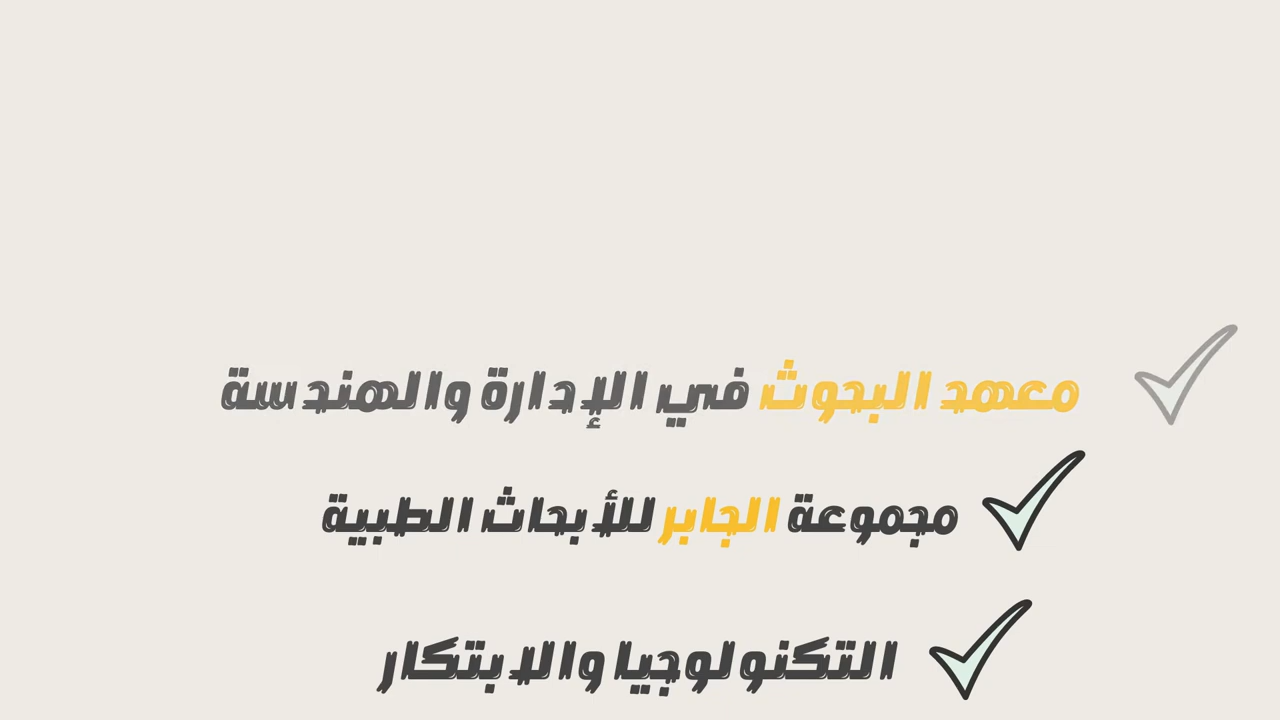 معهد البحوث في الإدارة والهندسة
مجموعة الجابر للأبحاث الطبية
التكنولوجيا والابتكار